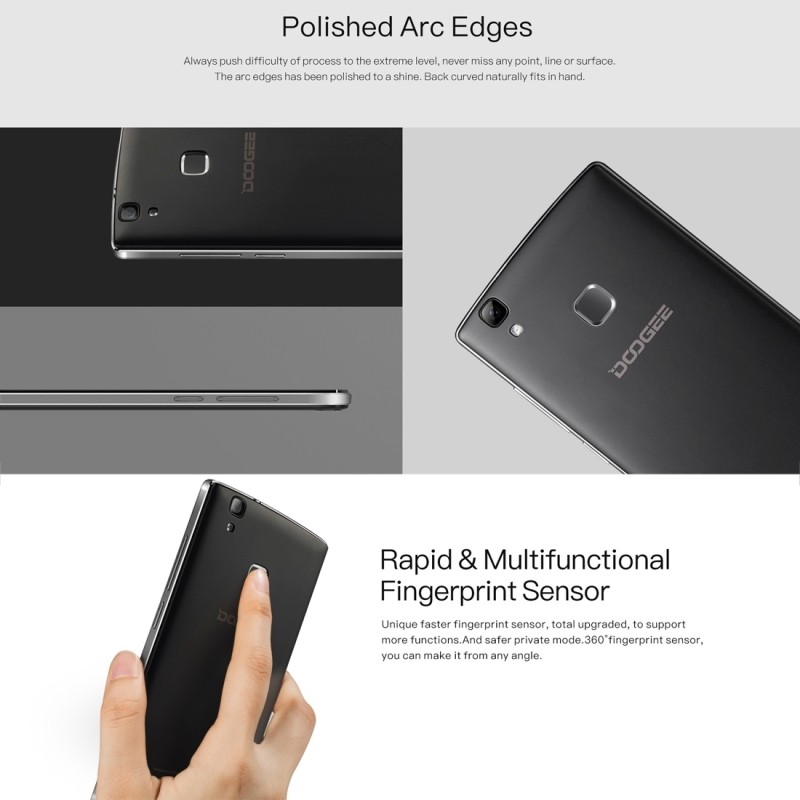 Polished Arc Edges
Always push difficulty of process to the extreme level, never miss any point, line or surface.
The arc edges has been polished to a shine. Back curved naturally fits in hand.
DOOGEE
DOOGEE
DO
Rapid & Multifunctional
Fingerprint Sensor
Unique faster fingerprint sensor, total upgraded, to support
more functions.And safer private mode.360°fingerprint sensor,
you can make it from any angle.